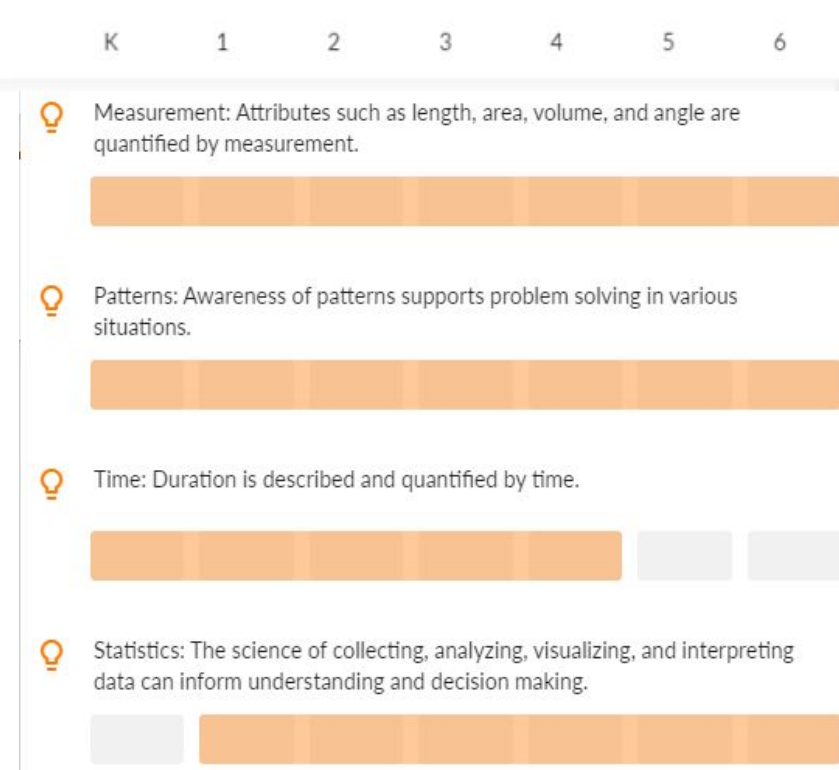 K 1 2 3 4 5 6
Measurement: Attributes such as length, area, volume, and angle are
quantified by measurement.
Patterns: Awareness of patterns supports problem solving in various
situations.
Time: Duration is described and quantified by time.
Statistics: The science of collecting, analyzing, visualizing, and interpreting
data can inform understanding and decision making.